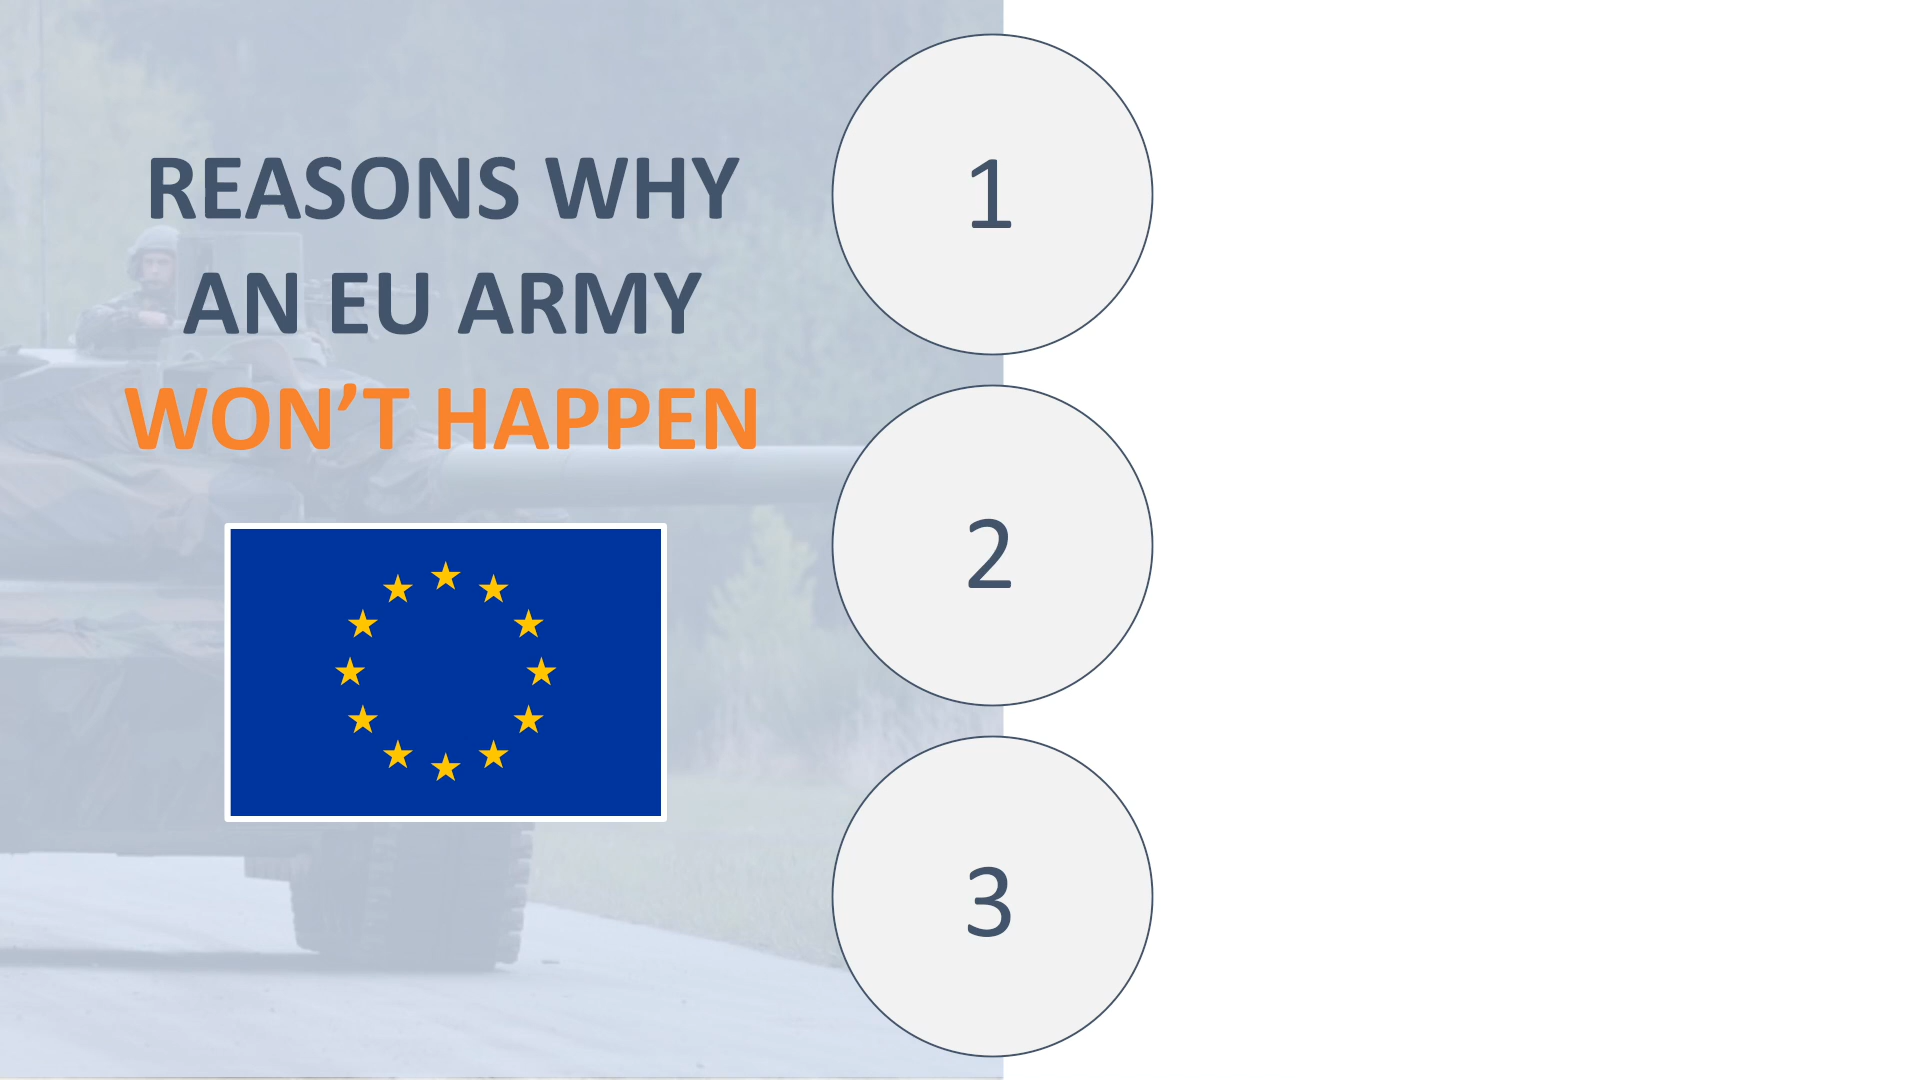 REASONS WHY
AN EU ARMY
WON’T HAPPEN
1
2
3